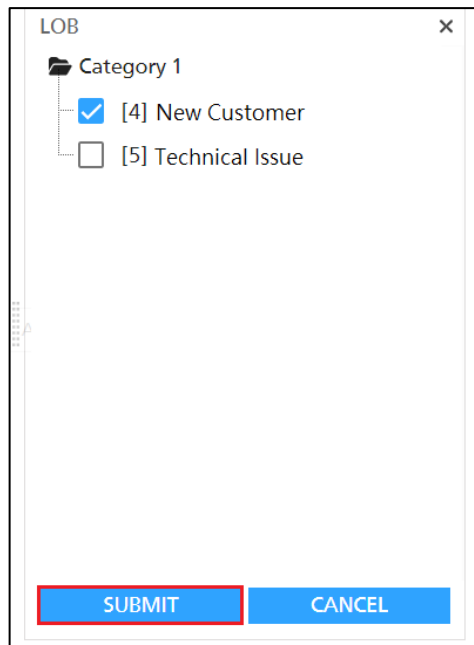 LOB
Category 1
[4] New Customer
[5] Technical Issue
SUBMIT CANCEL